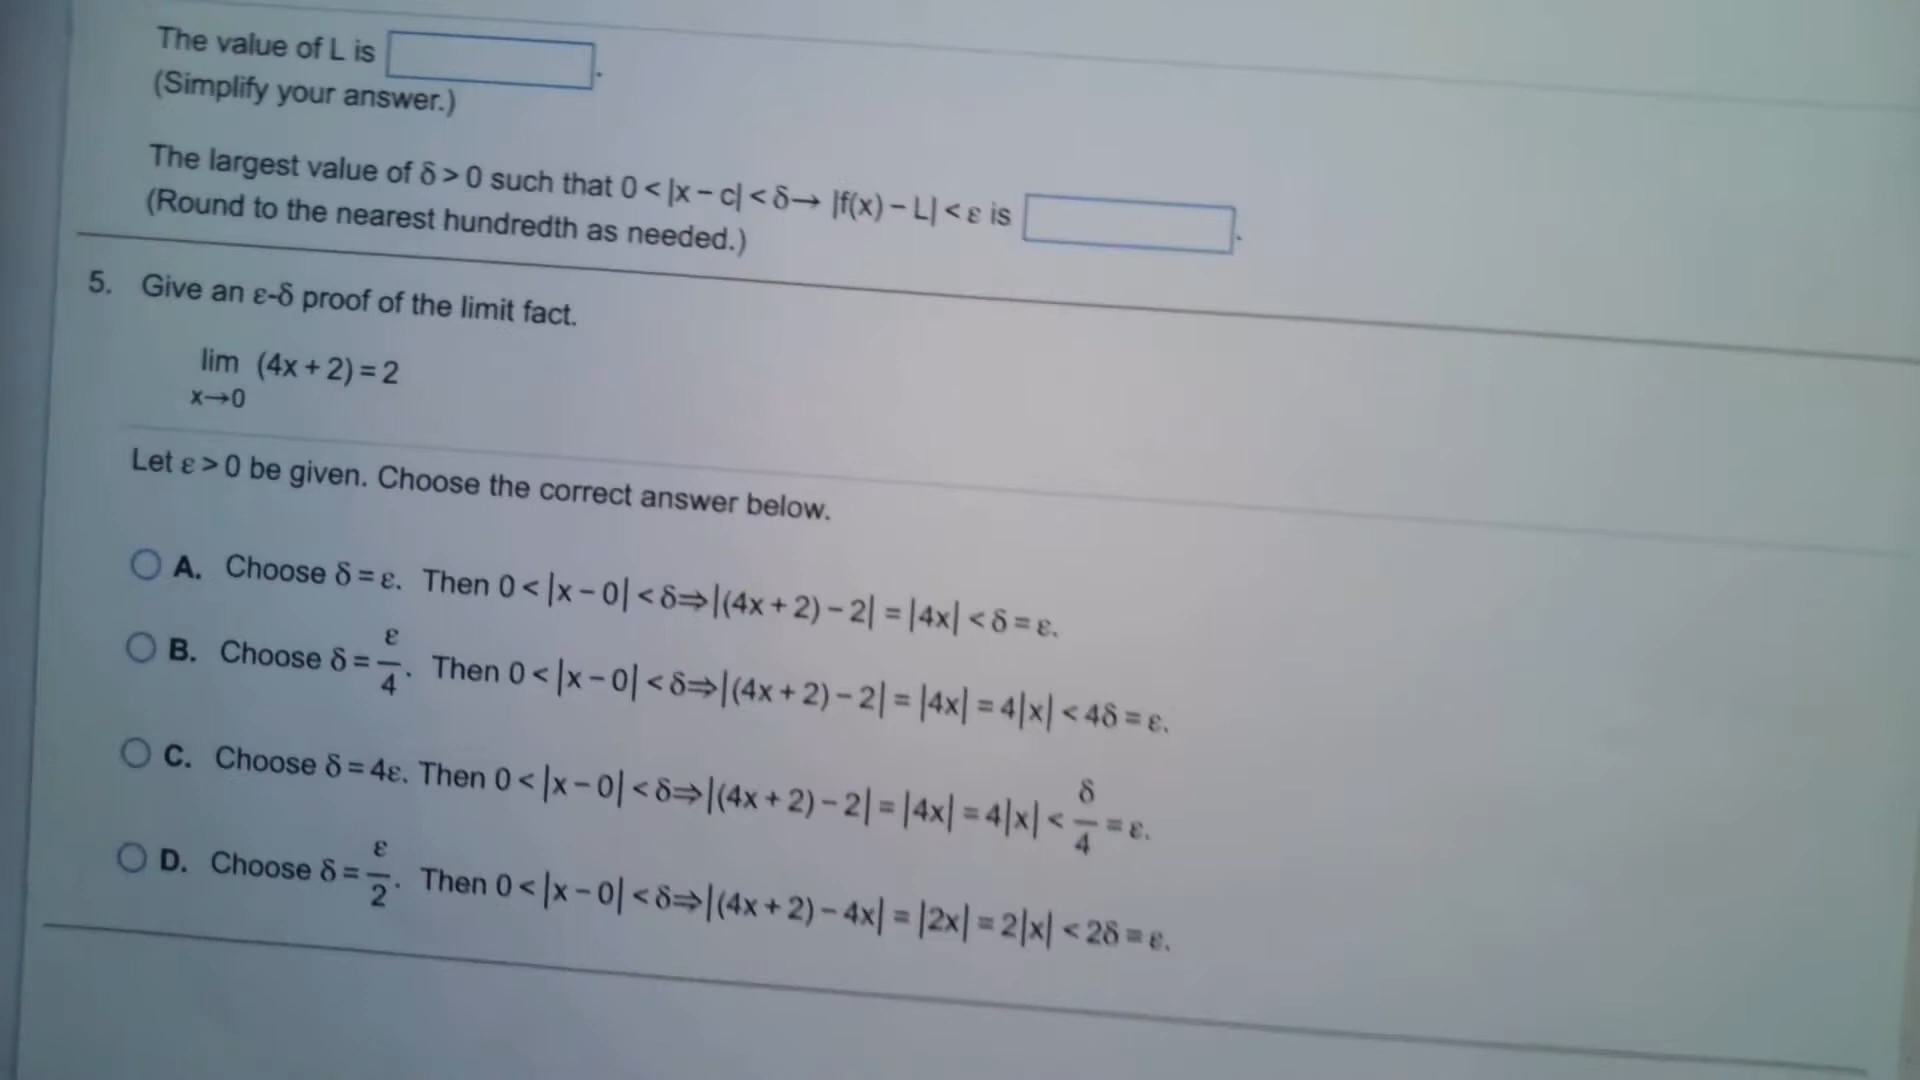 The value of L is .
(Simplify your answer.)
The largest value of δ > 0 such that 0 < |x − c| < δ→ |f(x) − L| < ε is .
(Round to the nearest hundredth as needed.)
5. Give an ε-δ proof of the limit fact.
lim (4x + 2) = 2
x→0
Let ε > 0 be given. Choose the correct answer below.
A. Choose δ = ε. Then 0 < |x − 0| < δ⇒|(4x + 2) − 2| = |4x| < δ = ε.
B. Choose δ = ε/4. Then 0 < |x − 0| < δ⇒|(4x + 2) − 2| = |4x| = 4|x| < 4δ = ε.
C. Choose δ = 4ε. Then 0 < |x − 0| < δ⇒|(4x + 2) − 2| = |4x| = 4|x| < δ/4 = ε.
D. Choose δ = ε/2. Then 0 < |x − 0| < δ⇒|(4x + 2) − 4x| = |2x| = 2|x| < 2δ = ε.